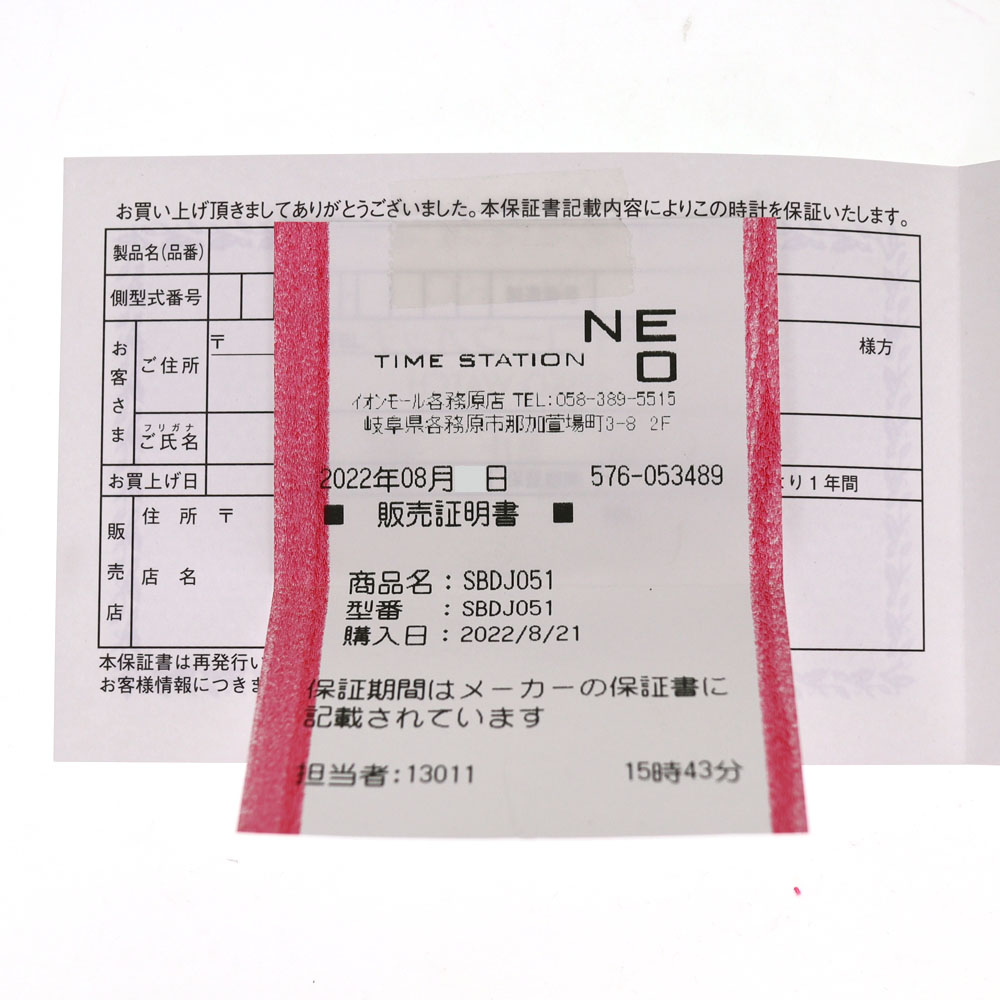 お買い上げ頂きましてありがとうございました。本保証書記載内容によりこの時計を保証いたします。
製品名(品番)
側型式番号
お客さま
ご住所
〒
様方
フリガナ
ご氏名
お買上げ日
より1年間
販売店
住所 〒
店名
本保証書は再発行い
お客様情報につきま
NEO
TIME STATION
イオンモール各務原店 TEL:058-389-5515
岐阜県各務原市那加萱場町3-8 2F
2022年08月 日 576-053489
■ 販売証明書 ■
商品名:SBDJ051
型番 :SBDJ051
購入日:2022/8/21
保証期間はメーカーの保証書に
記載されています
担当者:13011 15時43分